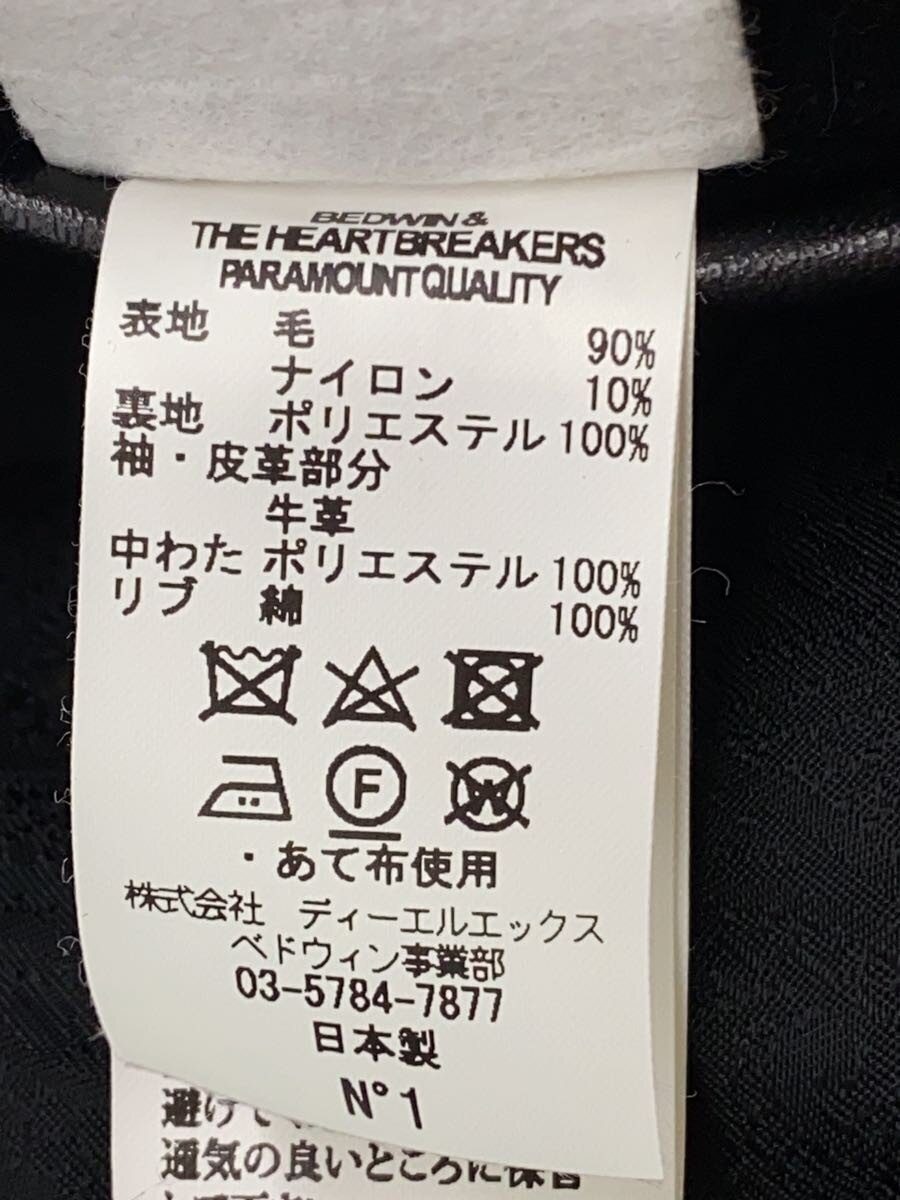 BEDWIN &
THE HEARTBREAKERS
PARAMOUNT QUALITY
表地 毛 90%
ナイロン 10%
裏地 ポリエステル 100%
袖・皮革部分
牛革
中わた ポリエステル 100%
リブ 綿 100%
F
W
・あて布使用
株式会社 ディーエルエックス
ベドウィン事業部
03-5784-7877
日本製
N°1
避けて
通気の良いところに保管